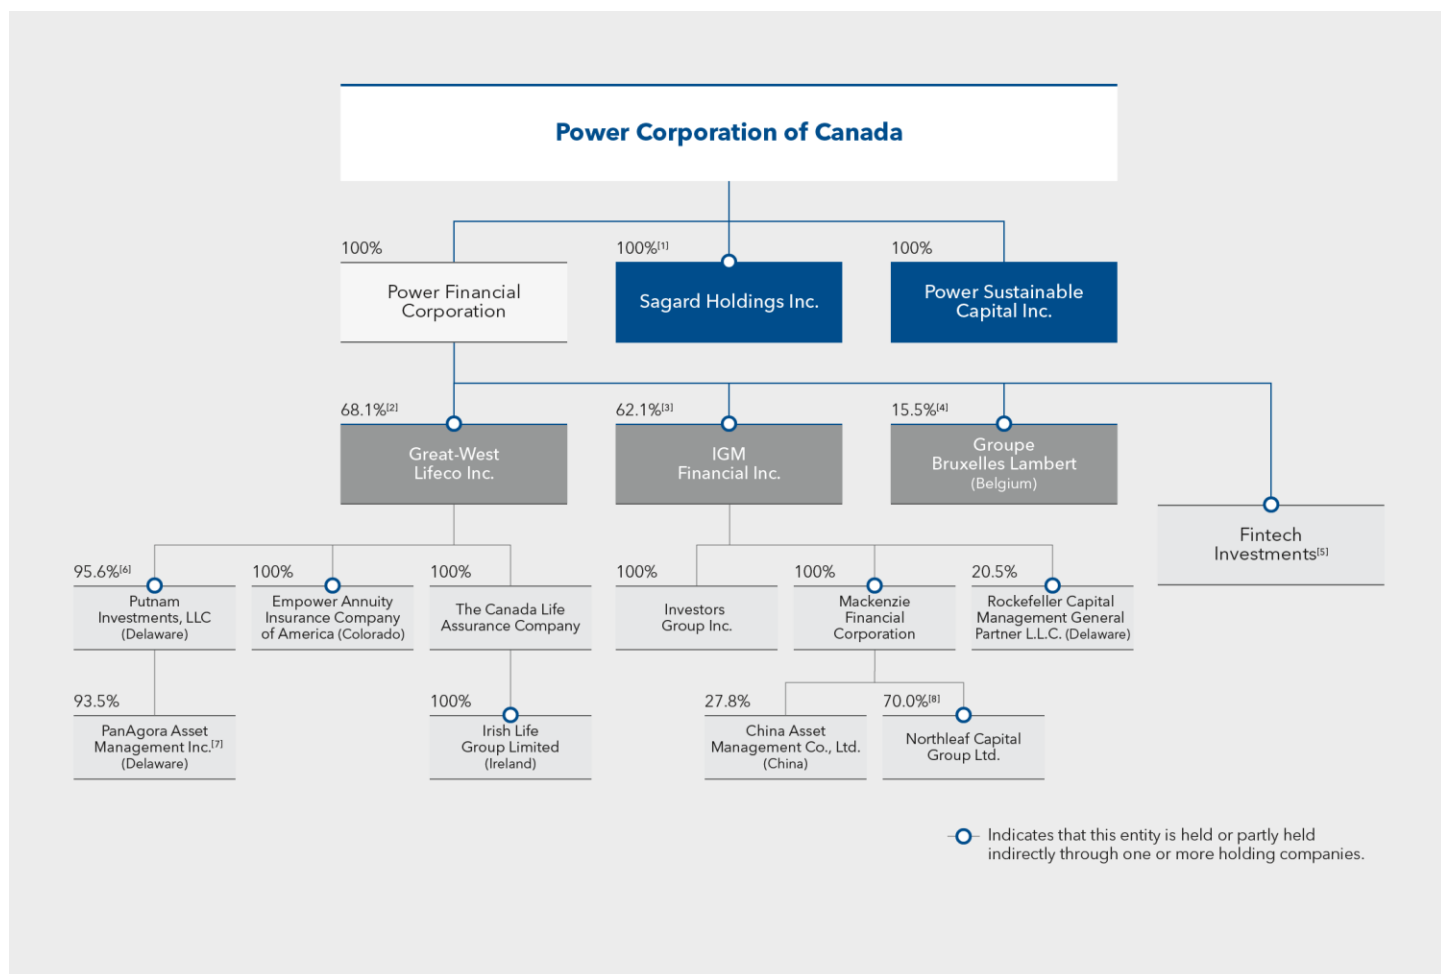 Power Corporation of Canada
100%
100%[1]
100%
Power Financial
Corporation
Sagard Holdings Inc.
Power Sustainable
Capital Inc.
68.1%[2]
62.1%[3]
15.5%[4]
Great-West
Lifeco Inc.
IGM
Financial Inc.
Groupe
Bruxelles Lambert
(Belgium)
Fintech
Investments[5]
95.6%[6]
100%
100%
100%
100%
20.5%
Putnam
Investments, LLC
(Delaware)
Empower Annuity
Insurance Company
of America (Colorado)
The Canada Life
Assurance Company
Investors
Group Inc.
Mackenzie
Financial
Corporation
Rockefeller Capital
Management General
Partner L.L.C. (Delaware)
93.5%
100%
27.8%
70.0%[8]
PanAgora Asset
Management Inc.[7]
(Delaware)
Irish Life
Group Limited
(Ireland)
China Asset
Management Co., Ltd.
(China)
Northleaf Capital
Group Ltd.
Indicates that this entity is held or partly held
indirectly through one or more holding companies.